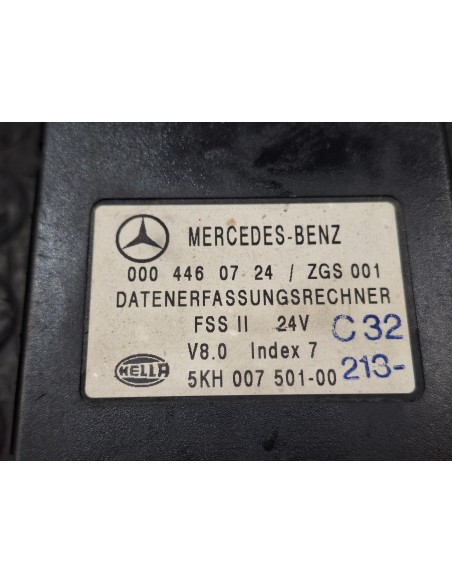 MERCEDES-BENZ
000 446 07 24 / ZGS 001
DATENERFASSUNGSRECHNER
FSS II 24V C32
V8.0 Index 7
HELLA 5KH 007 501-00 213-